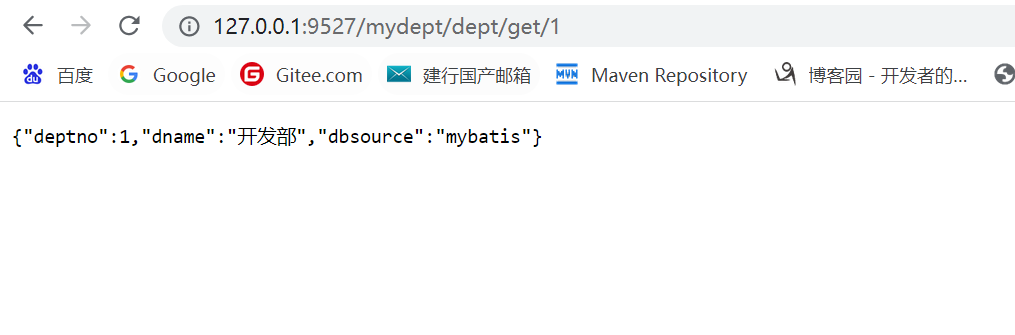 127.0.0.1:9527/mydept/dept/get/1
百度 Google Gitee.com 建行国产邮箱 MVN Maven Repository 博客园 - 开发者的...
{"deptno":1,"dname":"开发部","dbsource":"mybatis"}